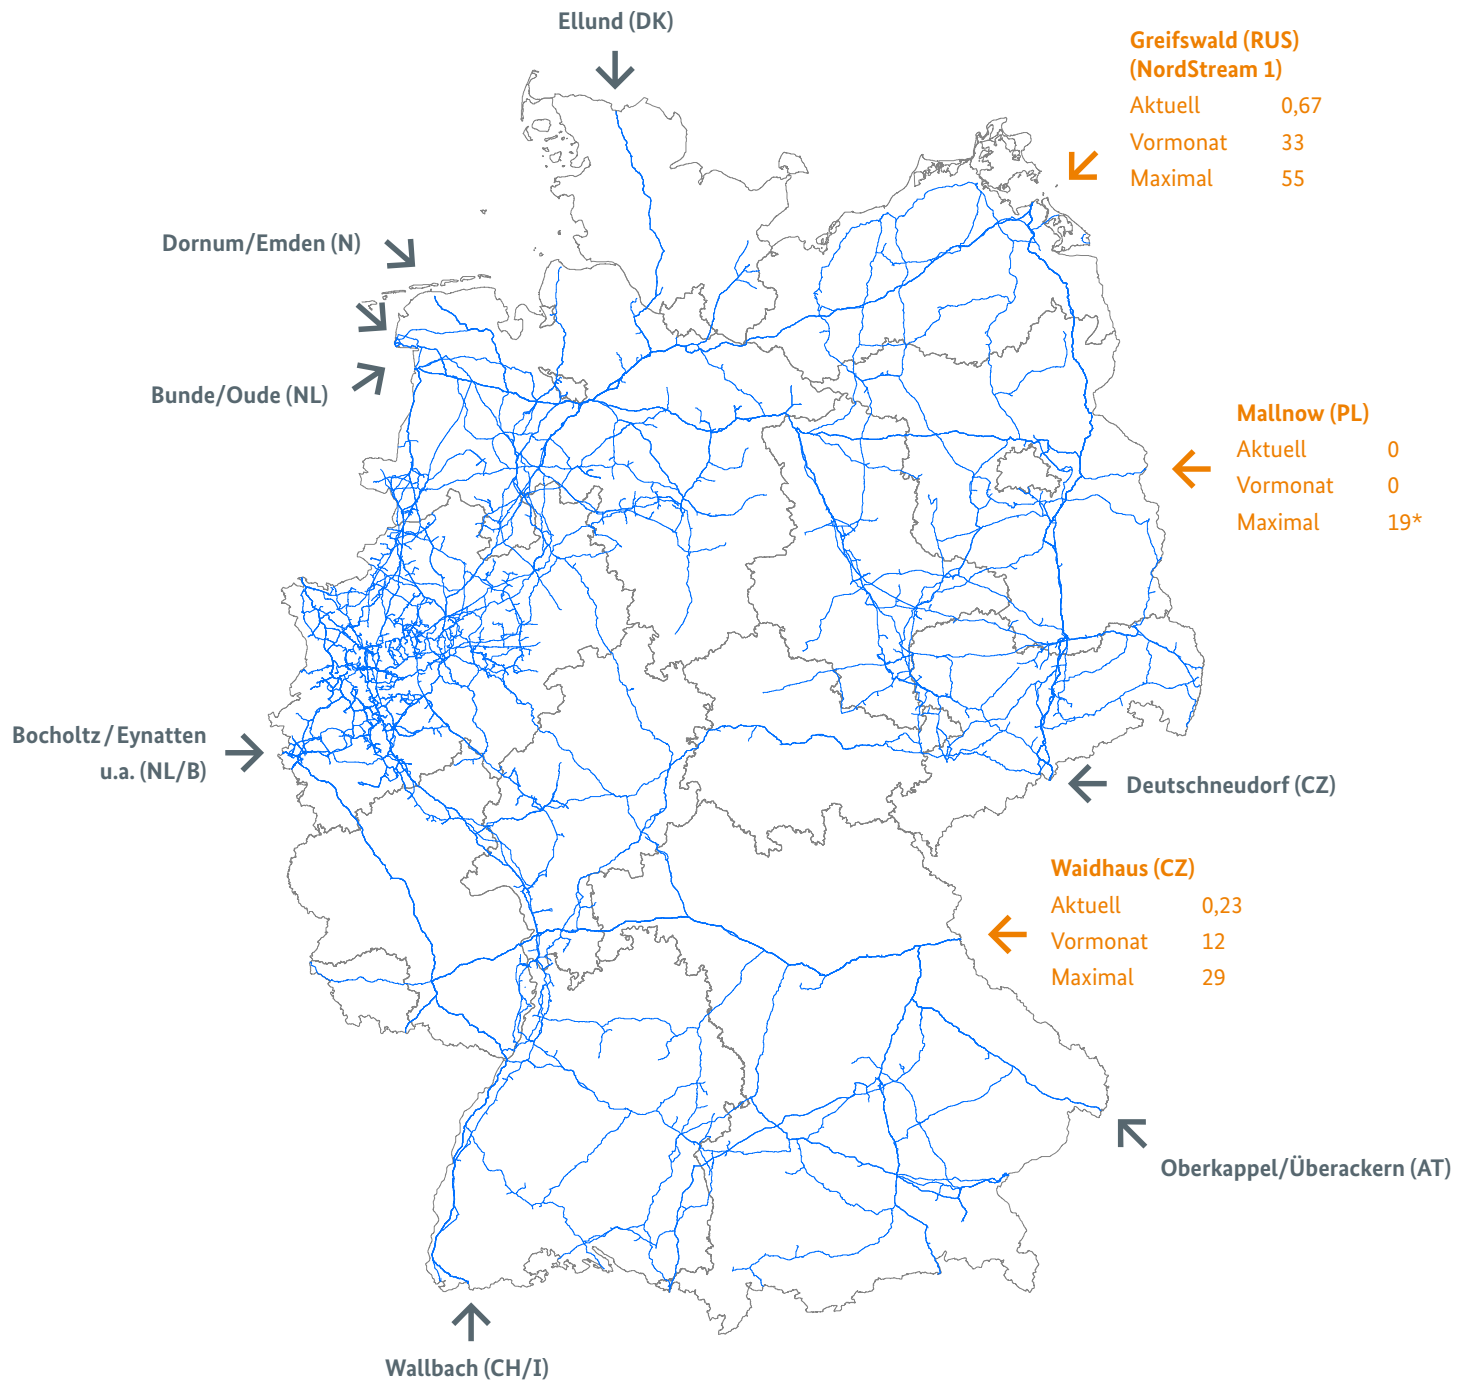 Ellund (DK)
Greifswald (RUS)
(NordStream 1)
Aktuell 0,67
Vormonat 33
Maximal 55
Dornum/Emden (N)
Bunde/Oude (NL)
Mallnow (PL)
Aktuell 0
Vormonat 0
Maximal 19*
Bocholtz / Eynatten
u.a. (NL/B)
Deutschneudorf (CZ)
Waidhaus (CZ)
Aktuell 0,23
Vormonat 12
Maximal 29
Oberkappel/Überackern (AT)
Wallbach (CH/I)